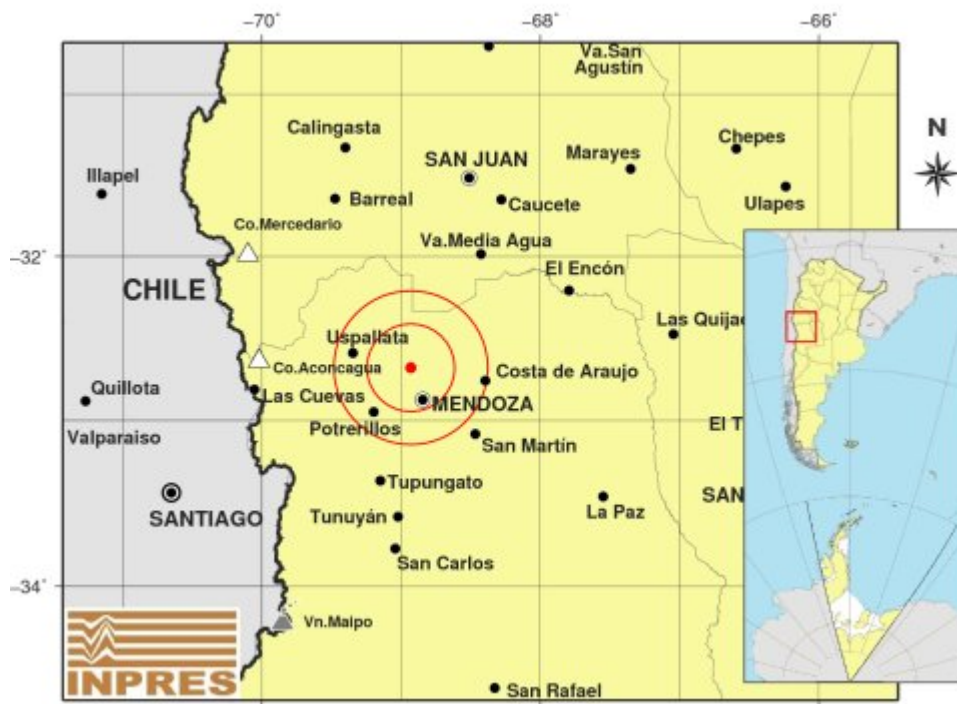 −70˚
−68˚
−66˚
Va.San
Agustín
Calingasta
Chepes
N
SAN JUAN
Marayes
Illapel
Barreal
Caucete
Ulapes
Co.Mercedario
Va.Media Agua
−32˚
El Encón
CHILE
Las Quijad
Uspallata
Co.Aconcagua
Costa de Araujo
Quillota
Las Cuevas
MENDOZA
Potrerillos
El T
Valparaiso
San Martín
Tupungato
SAN
SANTIAGO
La Paz
Tunuyán
San Carlos
−34˚
Vn.Maipo
INPRES
San Rafael